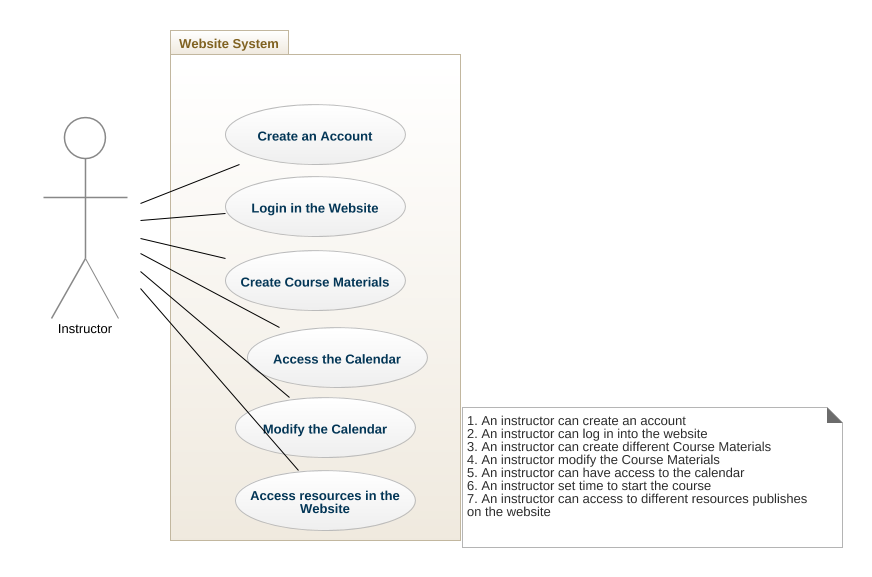 Website System
Create an Account
Login in the Website
Create Course Materials
Instructor
Access the Calendar
Modify the Calendar
Access resources in the
Website
1. An instructor can create an account
2. An instructor can log in into the website
3. An instructor can create different Course Materials
4. An instructor modify the Course Materials
5. An instructor can have access to the calendar
6. An instructor set time to start the course
7. An instructor can access to different resources publishes
on the website